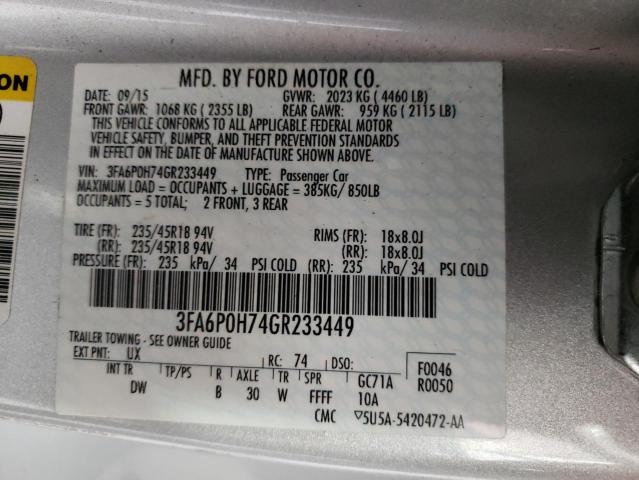 ON
MFD. BY FORD MOTOR CO.
DATE: 09/15 GVWR: 2023 KG ( 4460 LB)
FRONT GAWR: 1068 KG ( 2355 LB) REAR GAWR: 959 KG ( 2115 LB)
THIS VEHICLE CONFORMS TO ALL APPLICABLE FEDERAL MOTOR
VEHICLE SAFETY, BUMPER, AND THEFT PREVENTION STANDARDS
IN EFFECT ON THE DATE OF MANUFACTURE SHOWN ABOVE.
VIN: 3FA6P0H74GR233449 TYPE: Passenger Car
MAXIMUM LOAD = OCCUPANTS + LUGGAGE = 385KG/ 850LB
OCCUPANTS = 5 TOTAL; 2 FRONT, 3 REAR
TIRE (FR): 235/45R18 94V RIMS (FR): 18x8.0J
(RR): 235/45R18 94V (RR): 18x8.0J
PRESSURE (FR): 235 kPa/ 34 PSI COLD (RR): 235 kPa/ 34 PSI COLD
3FA6P0H74GR233449
TRAILER TOWING - SEE OWNER GUIDE
EXT PNT: UX RC: 74 DSO: F0046
INT TR TP/PS R AXLE TR SPR GC71A R0050
DW B 30 W FFFF 10A
CMC ▽5U5A-5420472-AA